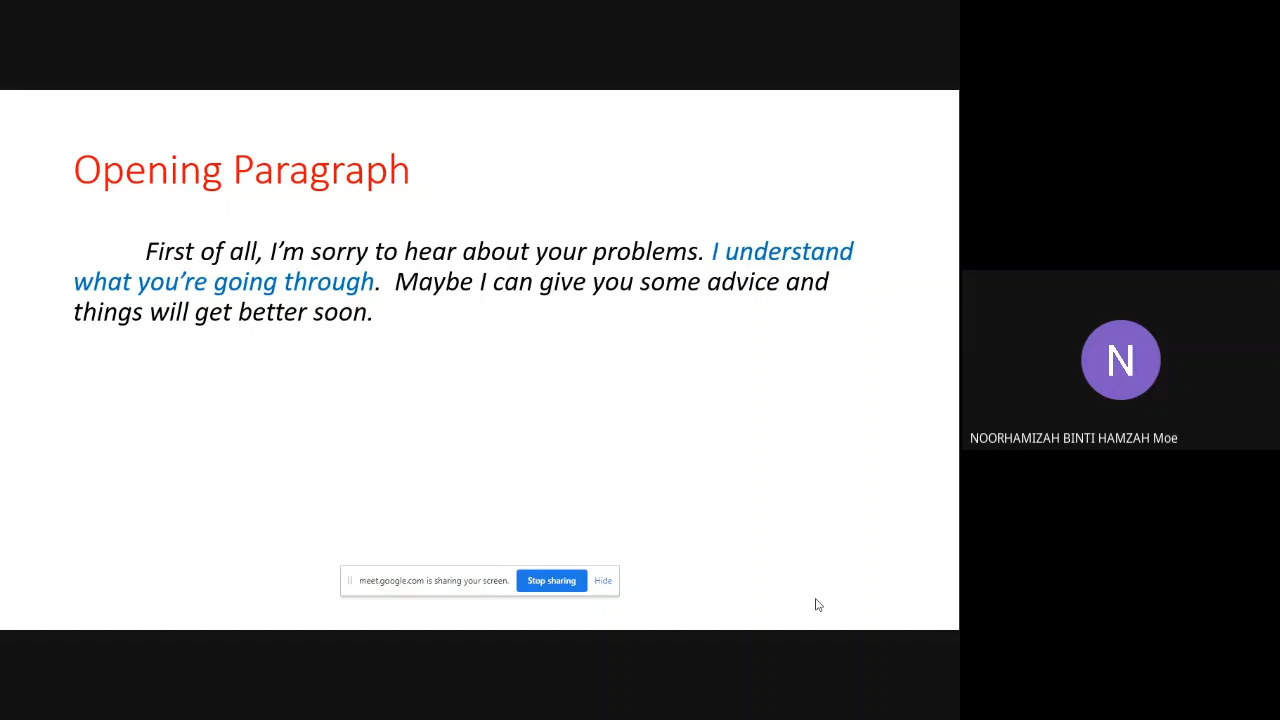 Opening Paragraph
First of all, I’m sorry to hear about your problems. I understand
what you’re going through.  Maybe I can give you some advice and
things will get better soon.
N
NOORHAMIZAH BINTI HAMZAH Moe
meet.google.com is sharing your screen. Stop sharing Hide